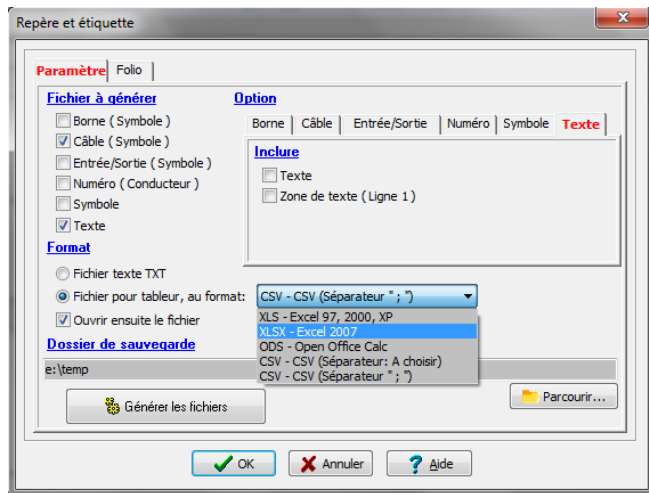 Repère et étiquette
Paramètre Folio
Fichier à générer Option
Borne ( Symbole )
Câble ( Symbole )
Entrée/Sortie ( Symbole )
Numéro ( Conducteur )
Symbole
Texte
Borne Câble Entrée/Sortie Numéro Symbole Texte
Inclure
Texte
Zone de texte ( Ligne 1 )
Format
Fichier texte TXT
Fichier pour tableur, au format: CSV - CSV (Séparateur " ; ")
Ouvrir ensuite le fichier
XLS - Excel 97, 2000, XP
XLSX - Excel 2007
ODS - Open Office Calc
CSV - CSV (Séparateur: A choisir)
CSV - CSV (Séparateur " ; ")
Dossier de sauvegarde
e:\temp
Générer les fichiers
Parcourir...
OK Annuler Aide